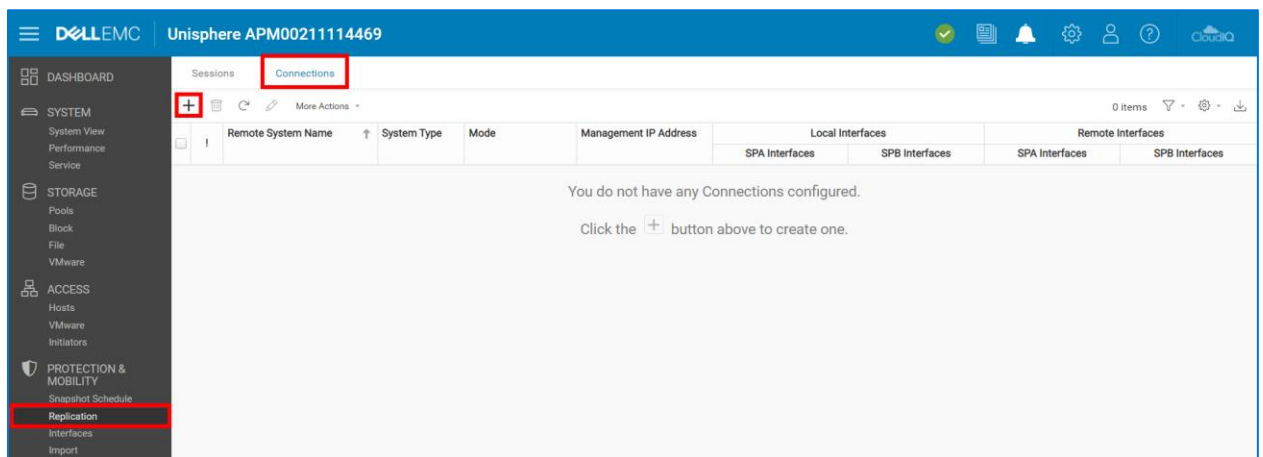 DELLEMC Unisphere APM00211114469 CloudIQ
DASHBOARD
SYSTEM
System View
Performance
Service
STORAGE
Pools
Block
File
VMware
ACCESS
Hosts
VMware
Initiators
PROTECTION &
MOBILITY
Snapshot Schedule
Replication
Interfaces
Import
Sessions Connections
More Actions 0 items
! Remote System Name System Type Mode Management IP Address Local Interfaces Remote Interfaces
SPA Interfaces SPB Interfaces SPA Interfaces SPB Interfaces
You do not have any Connections configured.
Click the + button above to create one.